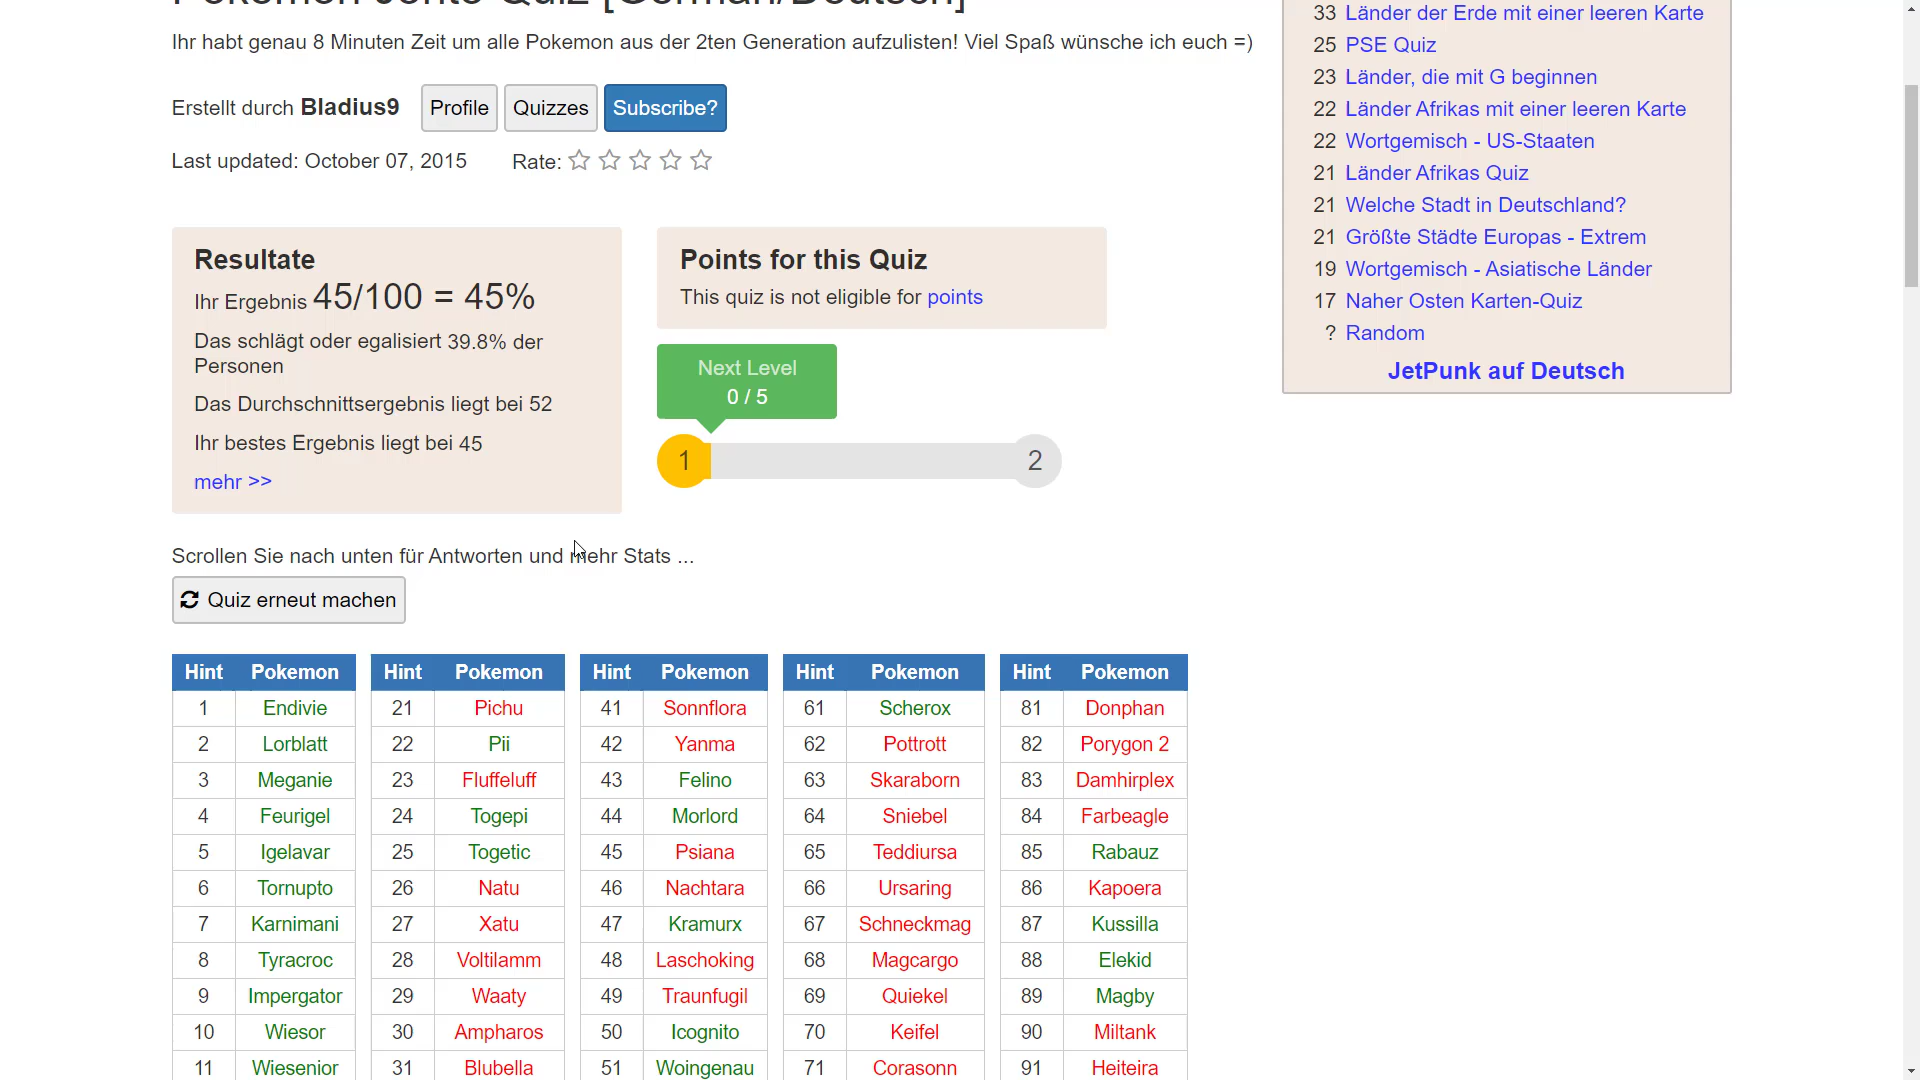 Pokemon Johto Quiz [German/Deutsch]
Ihr habt genau 8 Minuten Zeit um alle Pokemon aus der 2ten Generation aufzulisten! Viel Spaß wünsche ich euch =)
Erstellt durch Bladius9 Profile Quizzes Subscribe?
Last updated: October 07, 2015 Rate:
Resultate
Ihr Ergebnis 45/100 = 45%
Das schlägt oder egalisiert 39.8% der
Personen
Das Durchschnittsergebnis liegt bei 52
Ihr bestes Ergebnis liegt bei 45
mehr >>
Points for this Quiz
This quiz is not eligible for points
Next Level
0 / 5
1 2
Scrollen Sie nach unten für Antworten und mehr Stats ...
Quiz erneut machen
Hint Pokemon Hint Pokemon Hint Pokemon Hint Pokemon Hint Pokemon
1 Endivie 21 Pichu 41 Sonnflora 61 Scherox 81 Donphan
2 Lorblatt 22 Pii 42 Yanma 62 Pottrott 82 Porygon 2
3 Meganie 23 Fluffeluff 43 Felino 63 Skaraborn 83 Damhirplex
4 Feurigel 24 Togepi 44 Morlord 64 Sniebel 84 Farbeagle
5 Igelavar 25 Togetic 45 Psiana 65 Teddiursa 85 Rabauz
6 Tornupto 26 Natu 46 Nachtara 66 Ursaring 86 Kapoera
7 Karnimani 27 Xatu 47 Kramurx 67 Schneckmag 87 Kussilla
8 Tyracroc 28 Voltilamm 48 Laschoking 68 Magcargo 88 Elekid
9 Impergator 29 Waaty 49 Traunfugil 69 Quiekel 89 Magby
10 Wiesor 30 Ampharos 50 Icognito 70 Keifel 90 Miltank
11 Wiesenior 31 Blubella 51 Woingenau 71 Corasonn 91 Heiteira
33 Länder der Erde mit einer leeren Karte
25 PSE Quiz
23 Länder, die mit G beginnen
22 Länder Afrikas mit einer leeren Karte
22 Wortgemisch - US-Staaten
21 Länder Afrikas Quiz
21 Welche Stadt in Deutschland?
21 Größte Städte Europas - Extrem
19 Wortgemisch - Asiatische Länder
17 Naher Osten Karten-Quiz
? Random
JetPunk auf Deutsch